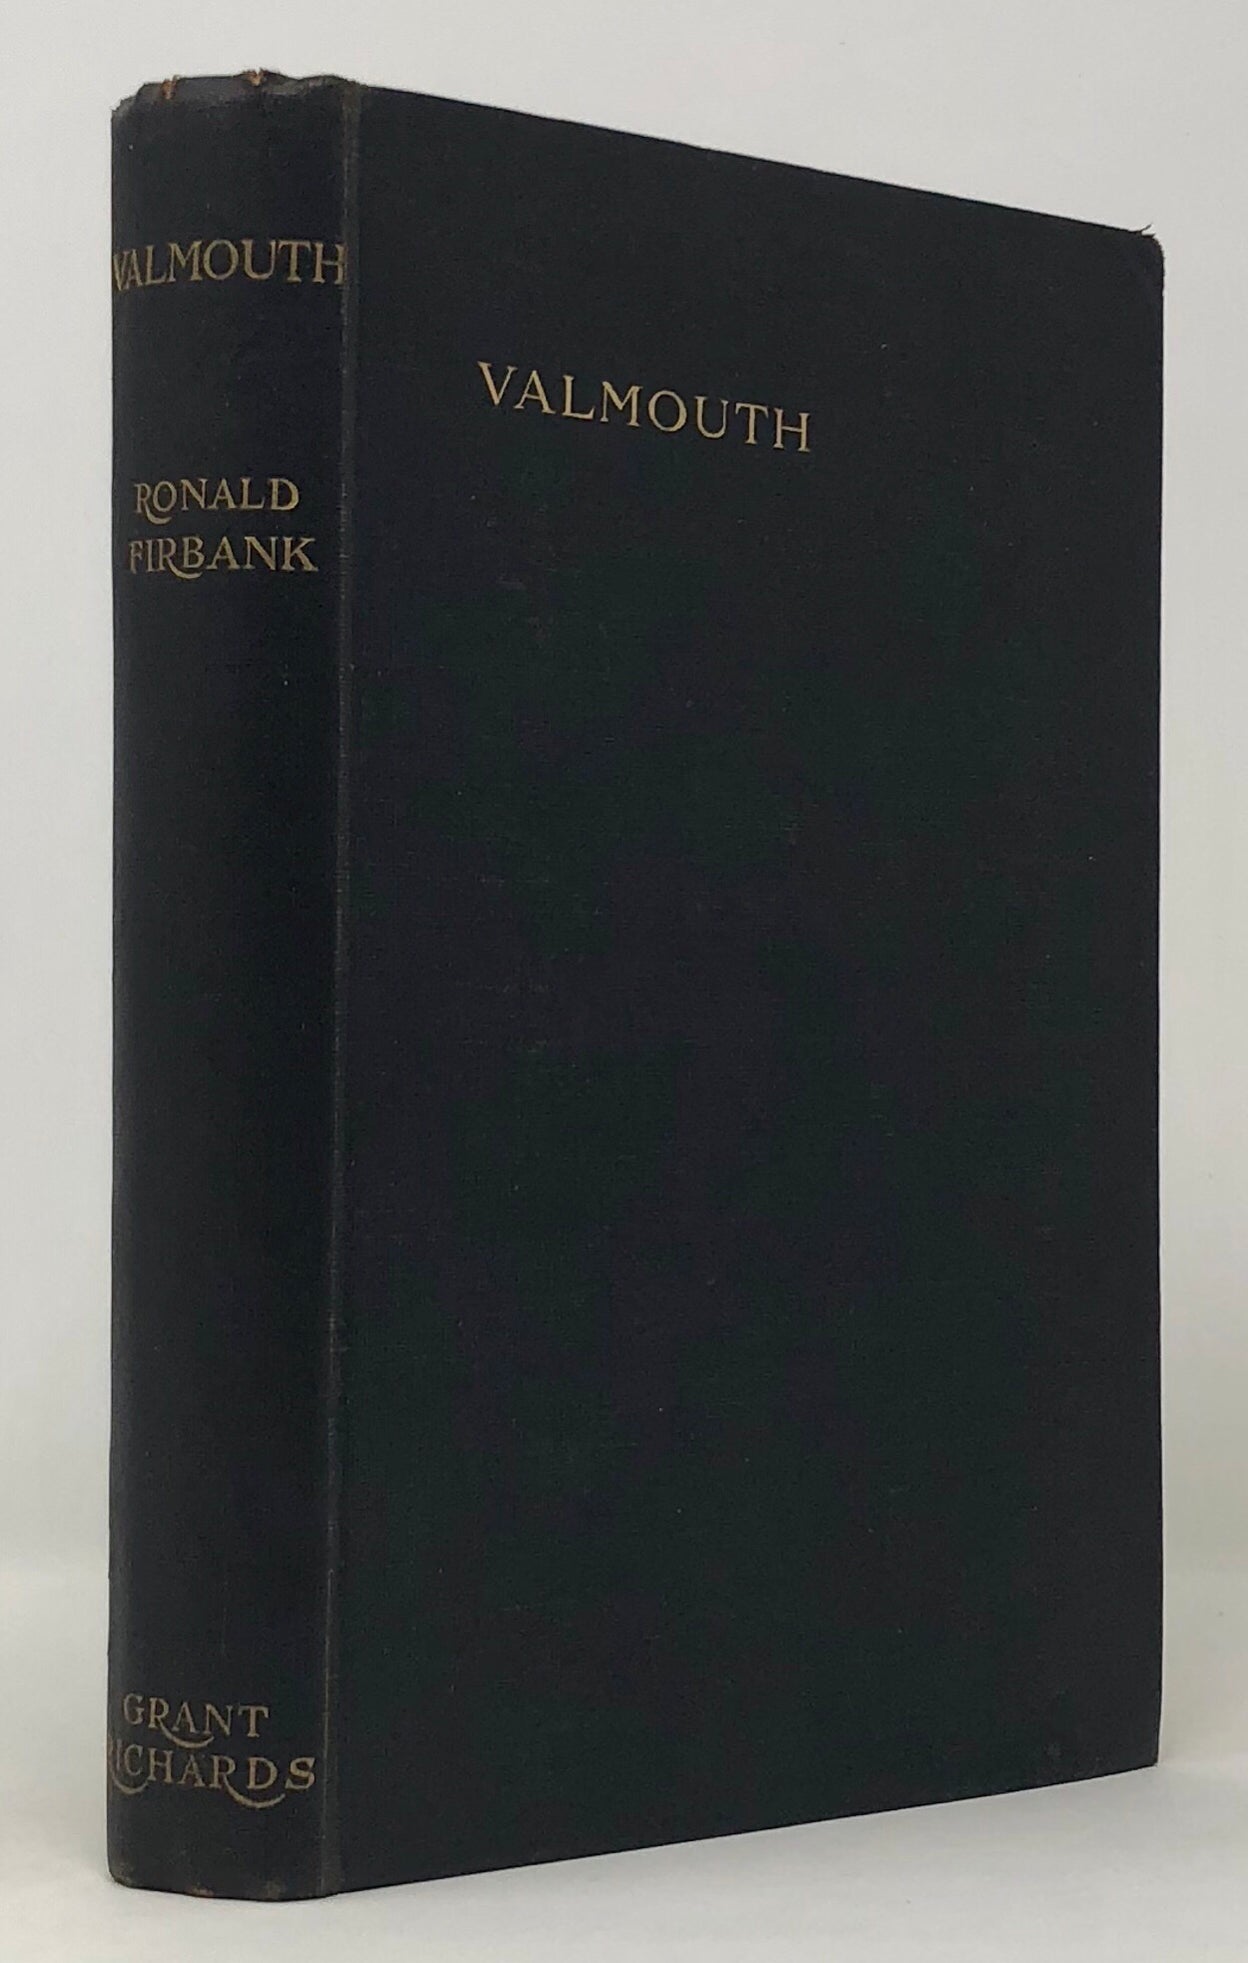 VALMOUTH
RONALD
FIRBANK
GRANT
RICHARDS
VALMOUTH